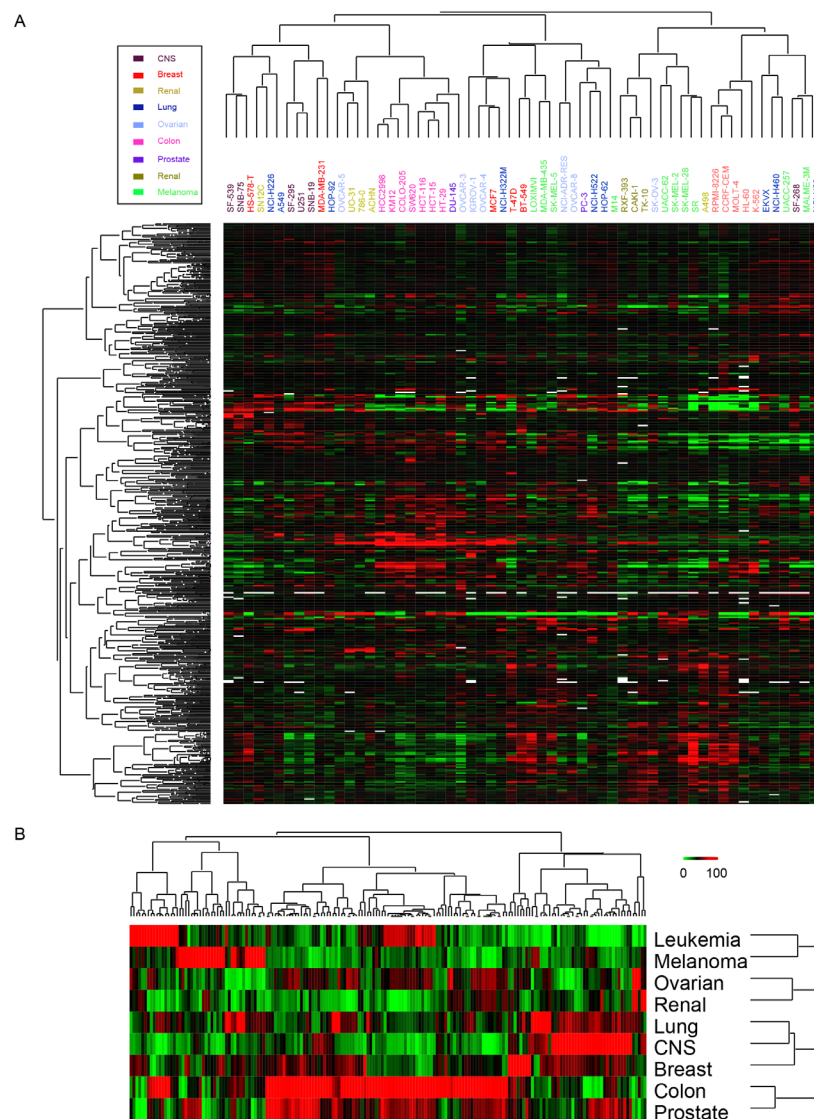 A
CNS
Breast
Renal
Lung
Ovarian
Colon
Prostate
Renal
Melanoma
SF-539
SNB-75
HS-578-T
SN12C
NCI-H226
A549
SF-295
U251
SNB-19
MDA-MB-231
HOP-92
OVCAR-5
UO-31
786-0
ACHN
HCC2998
KM12
COLO-205
SW620
HCT-116
HCT-15
HT-29
DU-145
OVCAR-3
IGROV-1
OVCAR-4
MCF7
NCI-H322M
T-47D
BT-549
LOXIMVI
MDA-MB-435
SK-MEL-5
NCI-ADR-RES
OVCAR-8
PC-3
NCI-H522
HOP-62
M14
RXF-393
CAKI-1
TK-10
SK-OV-3
UACC-62
SK-MEL-2
SK-MEL-28
SR
A498
RPMI-8226
CCRF-CEM
MOLT-4
HL-60
K-562
EKVX
NCI-H460
UACC-257
SF-268
MALME-3M
B
0 100
Leukemia
Melanoma
Ovarian
Renal
Lung
CNS
Breast
Colon
Prostate